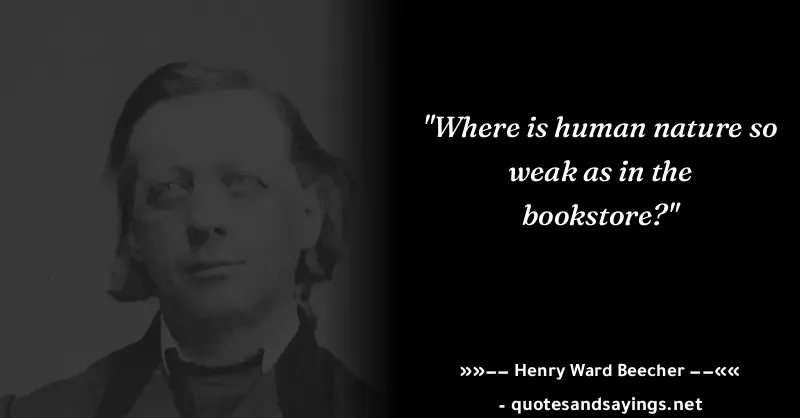 "Where is human nature so
weak as in the
bookstore?"
»»−− Henry Ward Beecher −−««
- quotesandsayings.net